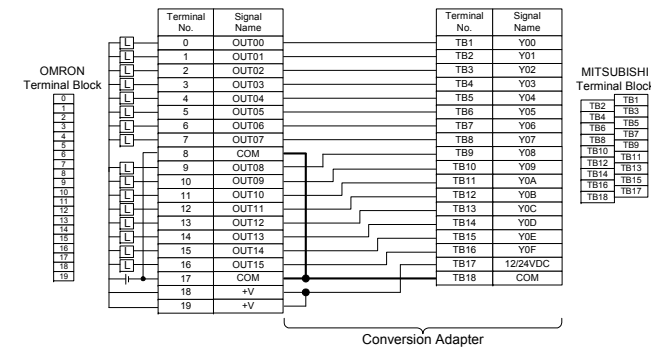 Terminal No. Signal Name Terminal No. Signal Name
L 0 OUT00 TB1 Y00
L 1 OUT01 TB2 Y01
L 2 OUT02 TB3 Y02
L 3 OUT03 TB4 Y03
L 4 OUT04 TB5 Y04
L 5 OUT05 TB6 Y05
L 6 OUT06 TB7 Y06
L 7 OUT07 TB8 Y07
8 COM TB9 Y08
L 9 OUT08 TB10 Y09
L 10 OUT09 TB11 Y0A
L 11 OUT10 TB12 Y0B
L 12 OUT11 TB13 Y0C
L 13 OUT12 TB14 Y0D
L 14 OUT13 TB15 Y0E
L 15 OUT14 TB16 Y0F
L 16 OUT15 TB17 12/24VDC
17 COM TB18 COM
18 +V
19 +V
OMRON
Terminal Block
0
1
2
3
4
5
6
7
8
9
10
11
12
13
14
15
16
17
18
19
MITSUBISHI
Terminal Block
TB1
TB2
TB3
TB4
TB5
TB6
TB7
TB8
TB9
TB10
TB11
TB12
TB13
TB14
TB15
TB16
TB17
TB18
Conversion Adapter